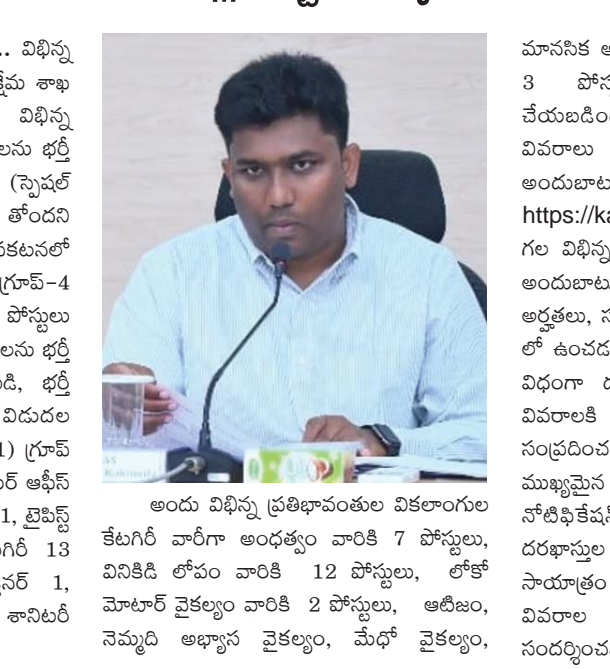 .. విభిన్న
క్షేమ శాఖ
విభిన్న
లను భర్తీ
(స్పెషల్
తోందని
పకటనలో
గ్రూప్-4
పోస్టులు
లను భర్తీ
డి, భర్తీ
విడుదల
1) గ్రూప్
ర్ ఆఫీస్
1, టైపిస్ట్
గిరీ 13
నర్ 1,
శానిటరీ
అందు విభిన్న ప్రతిభావంతుల వికలాంగుల
కేటగిరీ వారీగా అంధత్వం వారికి 7 పోస్టులు,
వినికిడి లోపం వారికి 12 పోస్టులు, లోకో
మోటార్ వైకల్యం వారికి 2 పోస్టులు, ఆటిజం,
నెమ్మది అభ్యాస వైకల్యం, మేధో వైకల్యం,
మానసిక అ
3 పోస్ట
చేయబడిం
వివరాలు
అందుబాటు
https://ka
గల విభిన్న
అందుబాటు
అర్హతలు, స
లో ఉంచడ
విధంగా ద
వివరాలకి
సంప్రదించ
ముఖ్యమైన
నోటిఫికేషన్
దరఖాస్తుల
సాయంత్రం
వివరాల
సందర్శించ